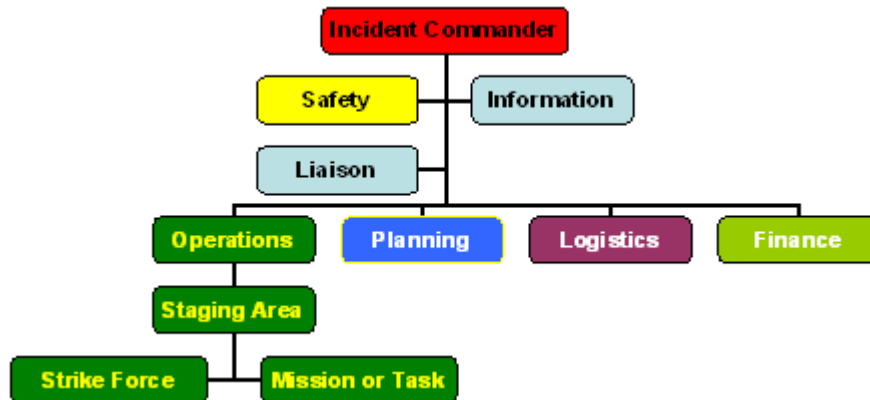 Incident Commander
Safety
Information
Liaison
Operations
Planning
Logistics
Finance
Staging Area
Strike Force
Mission or Task